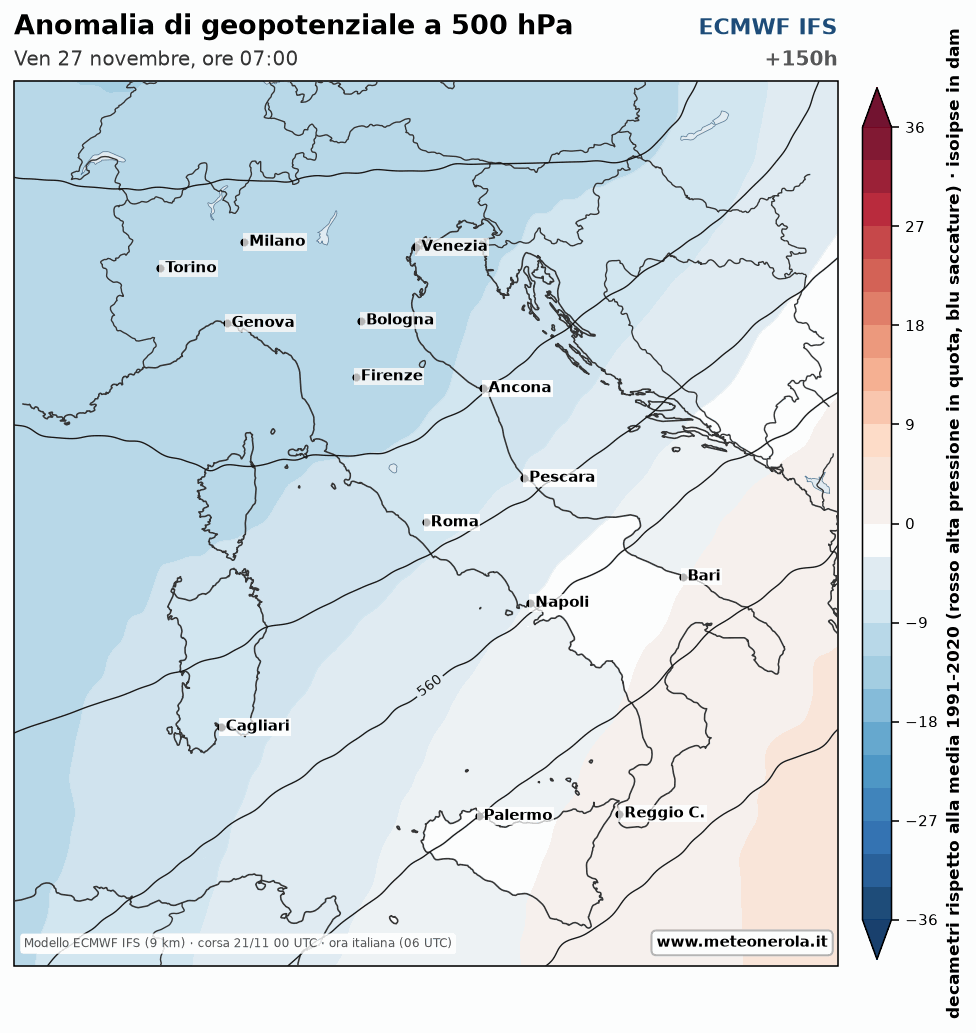 Anomalia di geopotenziale a 500 hPa
ECMWF IFS
Ven 27 novembre, ore 07:00
+150h
Milano
Venezia
Torino
Genova
Bologna
Firenze
Ancona
Pescara
Roma
Bari
Napoli
560
Cagliari
Palermo
Reggio C.
Modello ECMWF IFS (9 km) · corsa 21/11 00 UTC · ora italiana (06 UTC)
www.meteonerola.it
36
27
18
9
0
−9
−18
−27
−36
decametri rispetto alla media 1991-2020 (rosso alta pressione in quota, blu saccature) · isoipse in dam